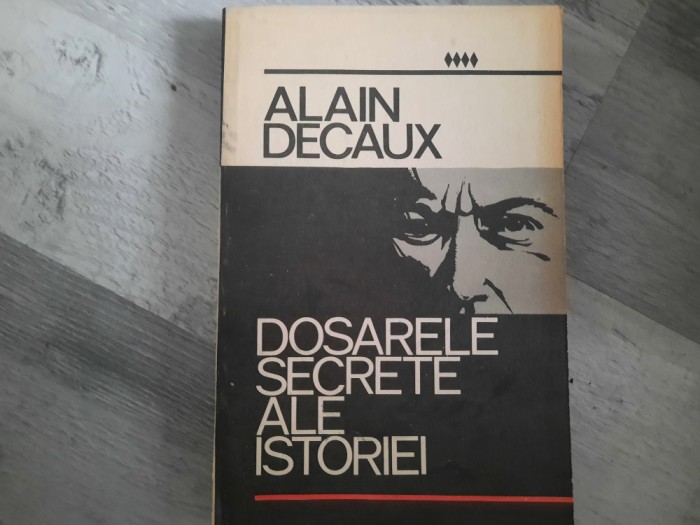 ALAIN
DECAUX
DOSARELE
SECRETE
ALE
ISTORIEI